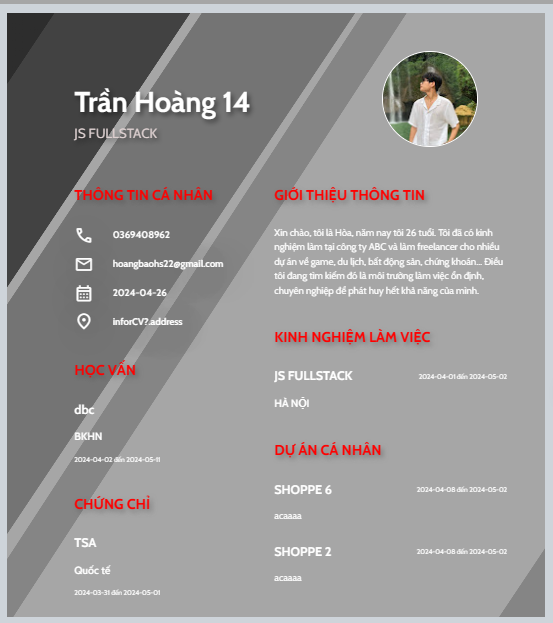 Trần Hoàng 14
JS FULLSTACK
THÔNG TIN CÁ NHÂN
0369408962
hoangbaohs22@gmail.com
2024-04-26
inforCV?.address
HỌC VẤN
dbc
BKHN
2024-04-02 đến 2024-05-11
CHỨNG CHỈ
TSA
Quốc tế
2024-03-31 đến 2024-05-01
GIỚI THIỆU THÔNG TIN
Xin chào, tôi là Hòa, năm nay tôi 26 tuổi. Tôi đã có kinh
nghiệm làm tại công ty ABC và làm freelancer cho nhiều
dự án về game, du lịch, bất động sản, chứng khoán... Điều
tôi đang tìm kiếm đó là môi trường làm việc ổn định,
chuyên nghiệp để phát huy hết khả năng của mình.
KINH NGHIỆM LÀM VIỆC
JS FULLSTACK 2024-04-01 đến 2024-05-02
HÀ NỘI
DỰ ÁN CÁ NHÂN
SHOPPE 6 2024-04-08 đến 2024-05-02
acaaaa
SHOPPE 2 2024-04-08 đến 2024-05-02
acaaaa